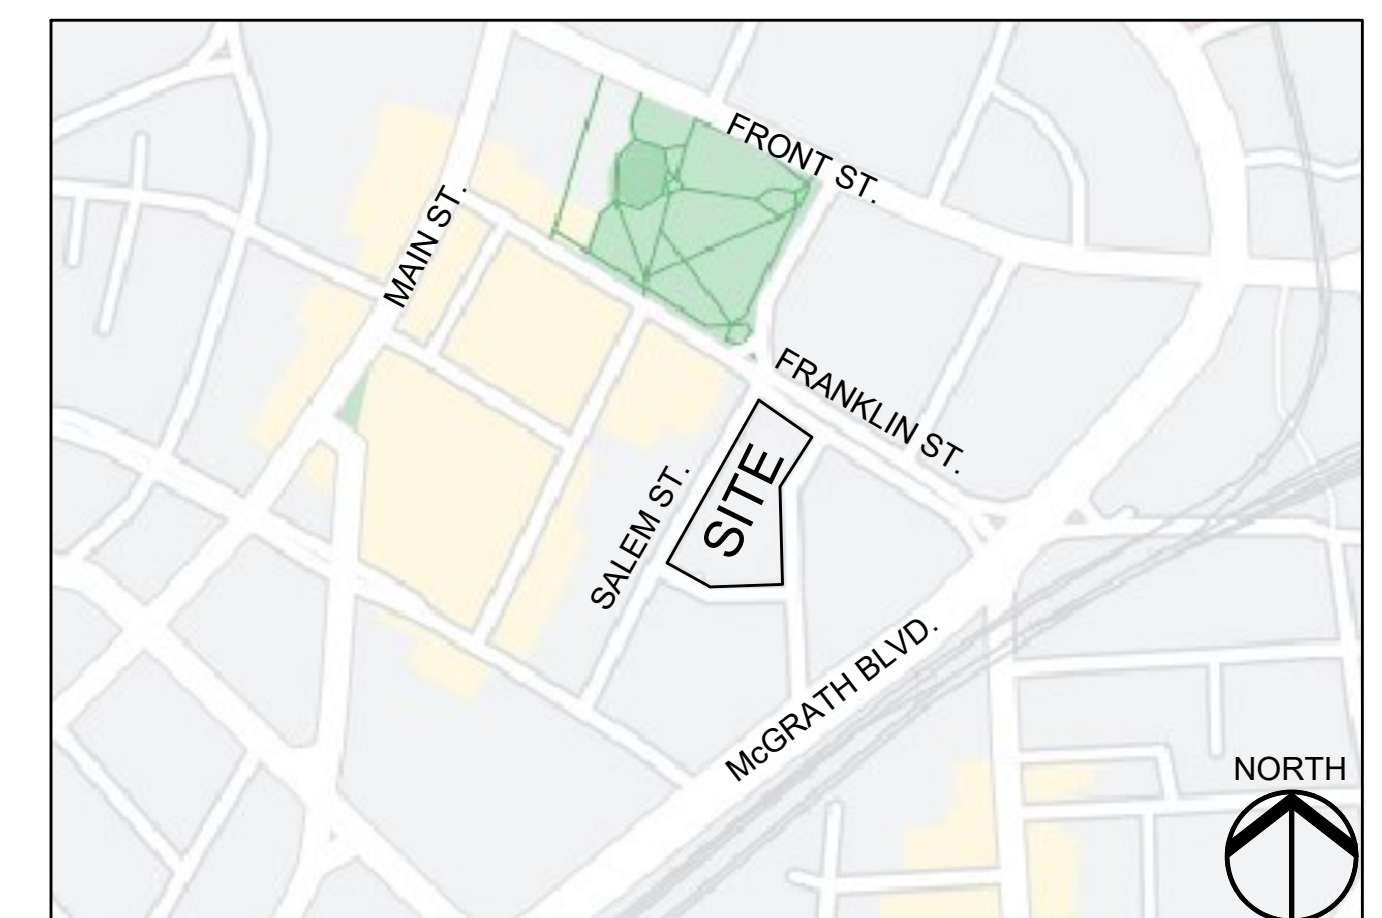 FRONT ST.
MAIN ST.
FRANKLIN ST.
SITE
SALEM ST.
McGRATH BLVD.
NORTH